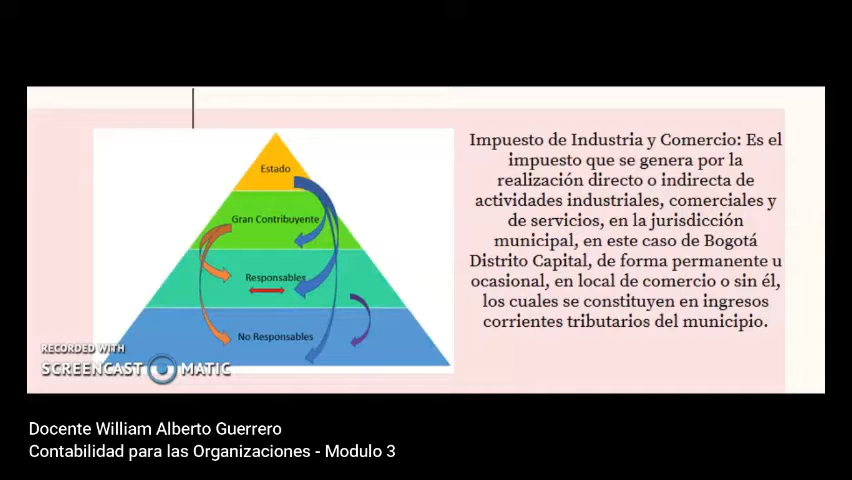 Estado
Gran Contribuyente
Responsables
No Responsables
Impuesto de Industria y Comercio: Es el
impuesto que se genera por la
realización directo o indirecta de
actividades industriales, comerciales y
de servicios, en la jurisdicción
municipal, en este caso de Bogotá
Distrito Capital, de forma permanente u
ocasional, en local de comercio o sin él,
los cuales se constituyen en ingresos
corrientes tributarios del municipio.
RECORDED WITH
SCREENCAST MATIC
Docente William Alberto Guerrero
Contabilidad para las Organizaciones - Modulo 3